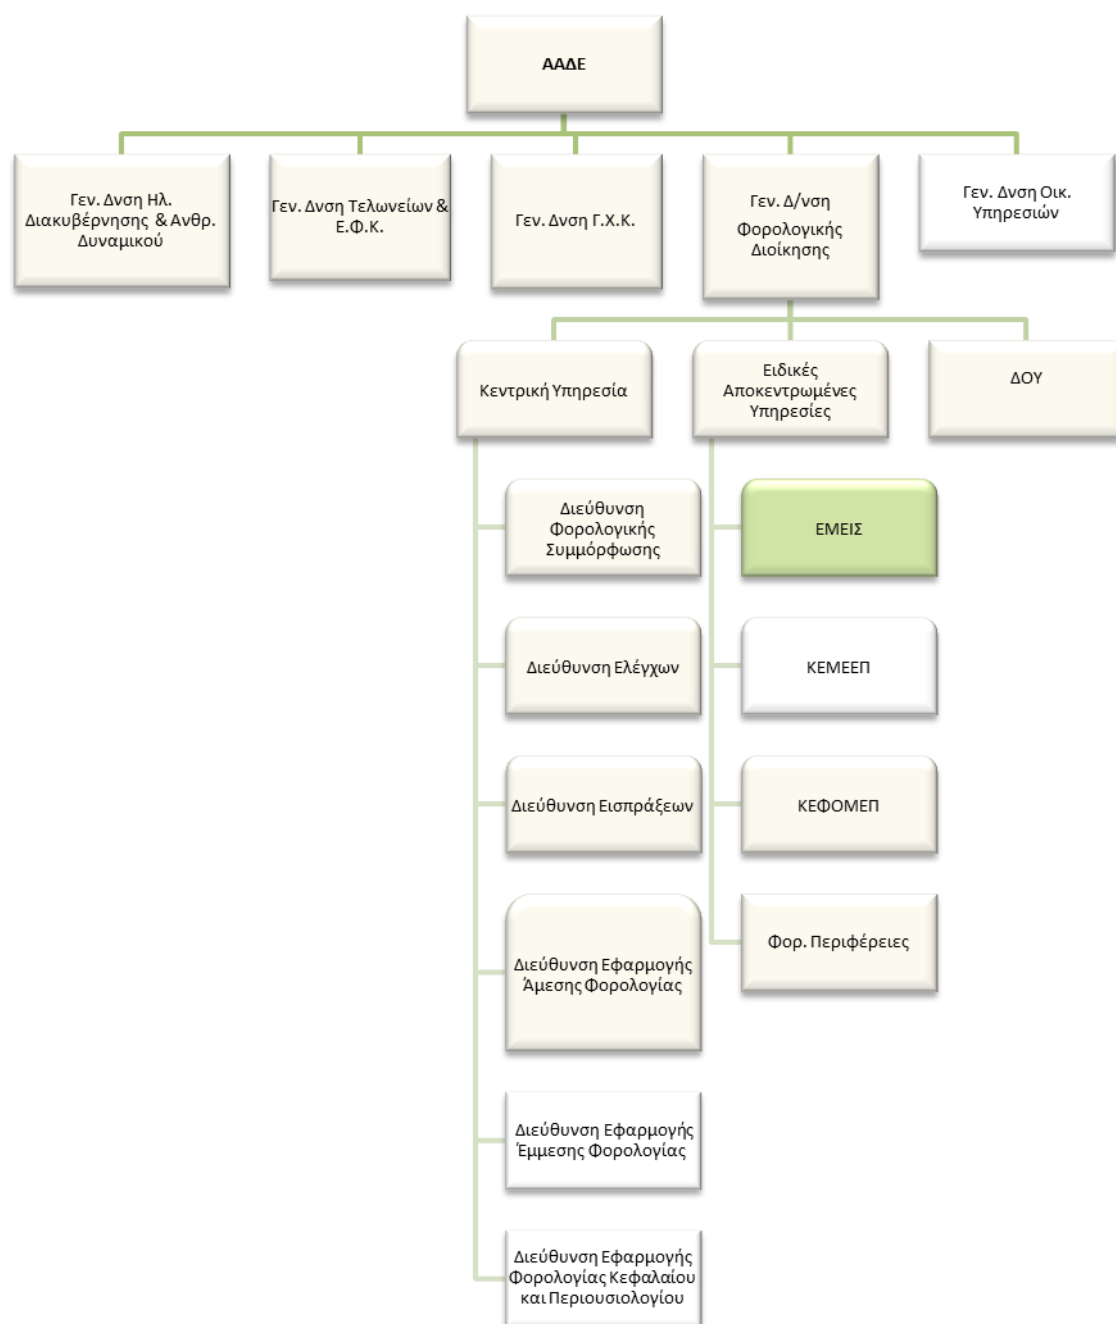 ΑΑΔΕ
Γεν. Δνση Ηλ.
Διακυβέρνησης & Ανθρ.
Δυναμικού
Γεν. Δνση Τελωνείων &
Ε.Φ.Κ.
Γεν. Δνση Γ.Χ.Κ.
Γεν. Δ/νση
Φορολογικής
Διοίκησης
Γεν. Δνση Οικ.
Υπηρεσιών
Κεντρική Υπηρεσία
Ειδικές
Αποκεντρωμένες
Υπηρεσίες
ΔΟΥ
Διεύθυνση
Φορολογικής
Συμμόρφωσης
Διεύθυνση Ελέγχων
Διεύθυνση Εισπράξεων
Διεύθυνση Εφαρμογής
Άμεσης Φορολογίας
Διεύθυνση Εφαρμογής
Έμμεσης Φορολογίας
Διεύθυνση Εφαρμογής
Φορολογίας Κεφαλαίου
και Περιουσιολογίου
ΕΜΕΙΣ
ΚΕΜΕΕΠ
ΚΕΦΟΜΕΠ
Φορ. Περιφέρειες